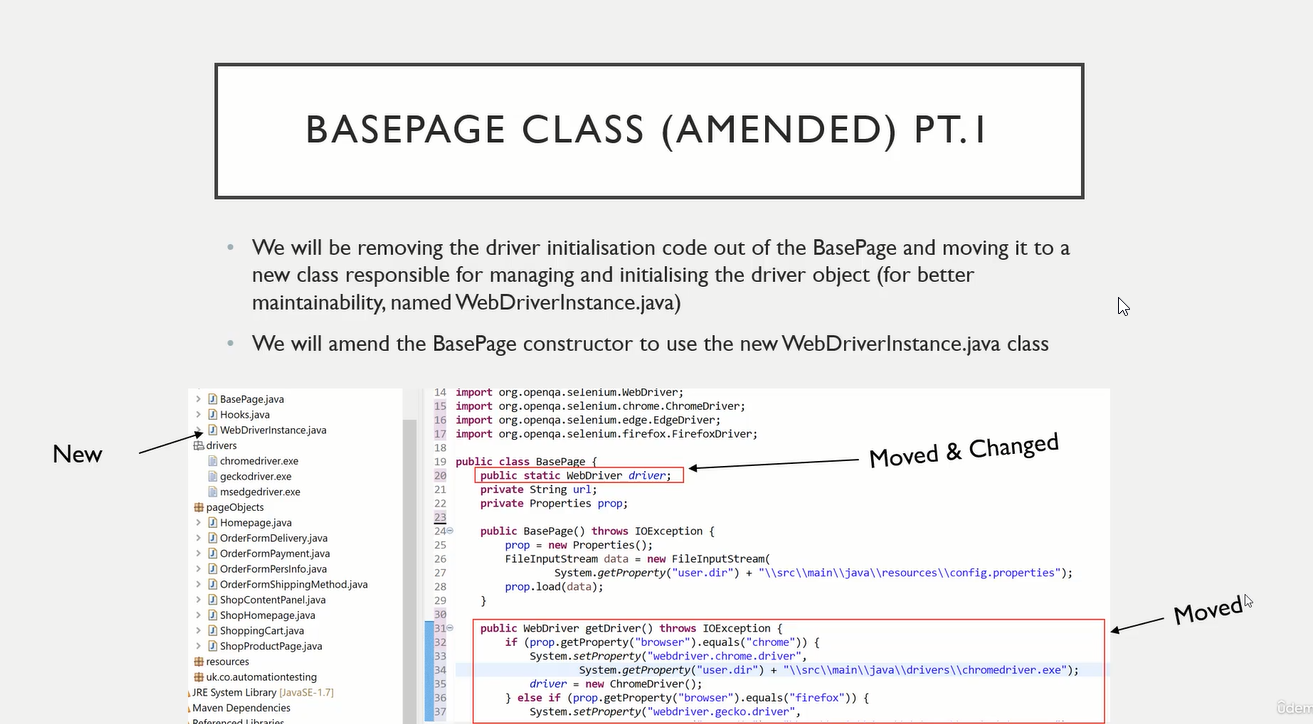 BASEPAGE CLASS (AMENDED) PT.1
• We will be removing the driver initialisation code out of the BasePage and moving it to a
new class responsible for managing and initialising the driver object (for better
maintainability, named WebDriverInstance.java)
• We will amend the BasePage constructor to use the new WebDriverInstance.java class
New
BasePage.java
Hooks.java
WebDriverInstance.java
drivers
chromedriver.exe
geckodriver.exe
msedgedriver.exe
pageObjects
Homepage.java
OrderFormDelivery.java
OrderFormPayment.java
OrderFormPersInfo.java
OrderFormShippingMethod.java
ShopContentPanel.java
ShopHomepage.java
ShoppingCart.java
ShopProductPage.java
resources
uk.co.automationtesting
JRE System Library [JavaSE-1.7]
Maven Dependencies
Referenced Libraries
14 import org.openqa.selenium.WebDriver;
15 import org.openqa.selenium.chrome.ChromeDriver;
16 import org.openqa.selenium.edge.EdgeDriver;
17 import org.openqa.selenium.firefox.FirefoxDriver;
18
19 public class BasePage {
20 public static WebDriver driver;
21 private String url;
22 private Properties prop;
23
24 public BasePage() throws IOException {
25 prop = new Properties();
26 FileInputStream data = new FileInputStream(
27 System.getProperty("user.dir") + "\\src\\main\\java\\resources\\config.properties");
28 prop.load(data);
29 }
30
31 public WebDriver getDriver() throws IOException {
32 if (prop.getProperty("browser").equals("chrome")) {
33 System.setProperty("webdriver.chrome.driver",
34 System.getProperty("user.dir") + "\\src\\main\\java\\drivers\\chromedriver.exe");
35 driver = new ChromeDriver();
36 } else if (prop.getProperty("browser").equals("firefox")) {
37 System.setProperty("webdriver.gecko.driver",
Moved & Changed
Moved